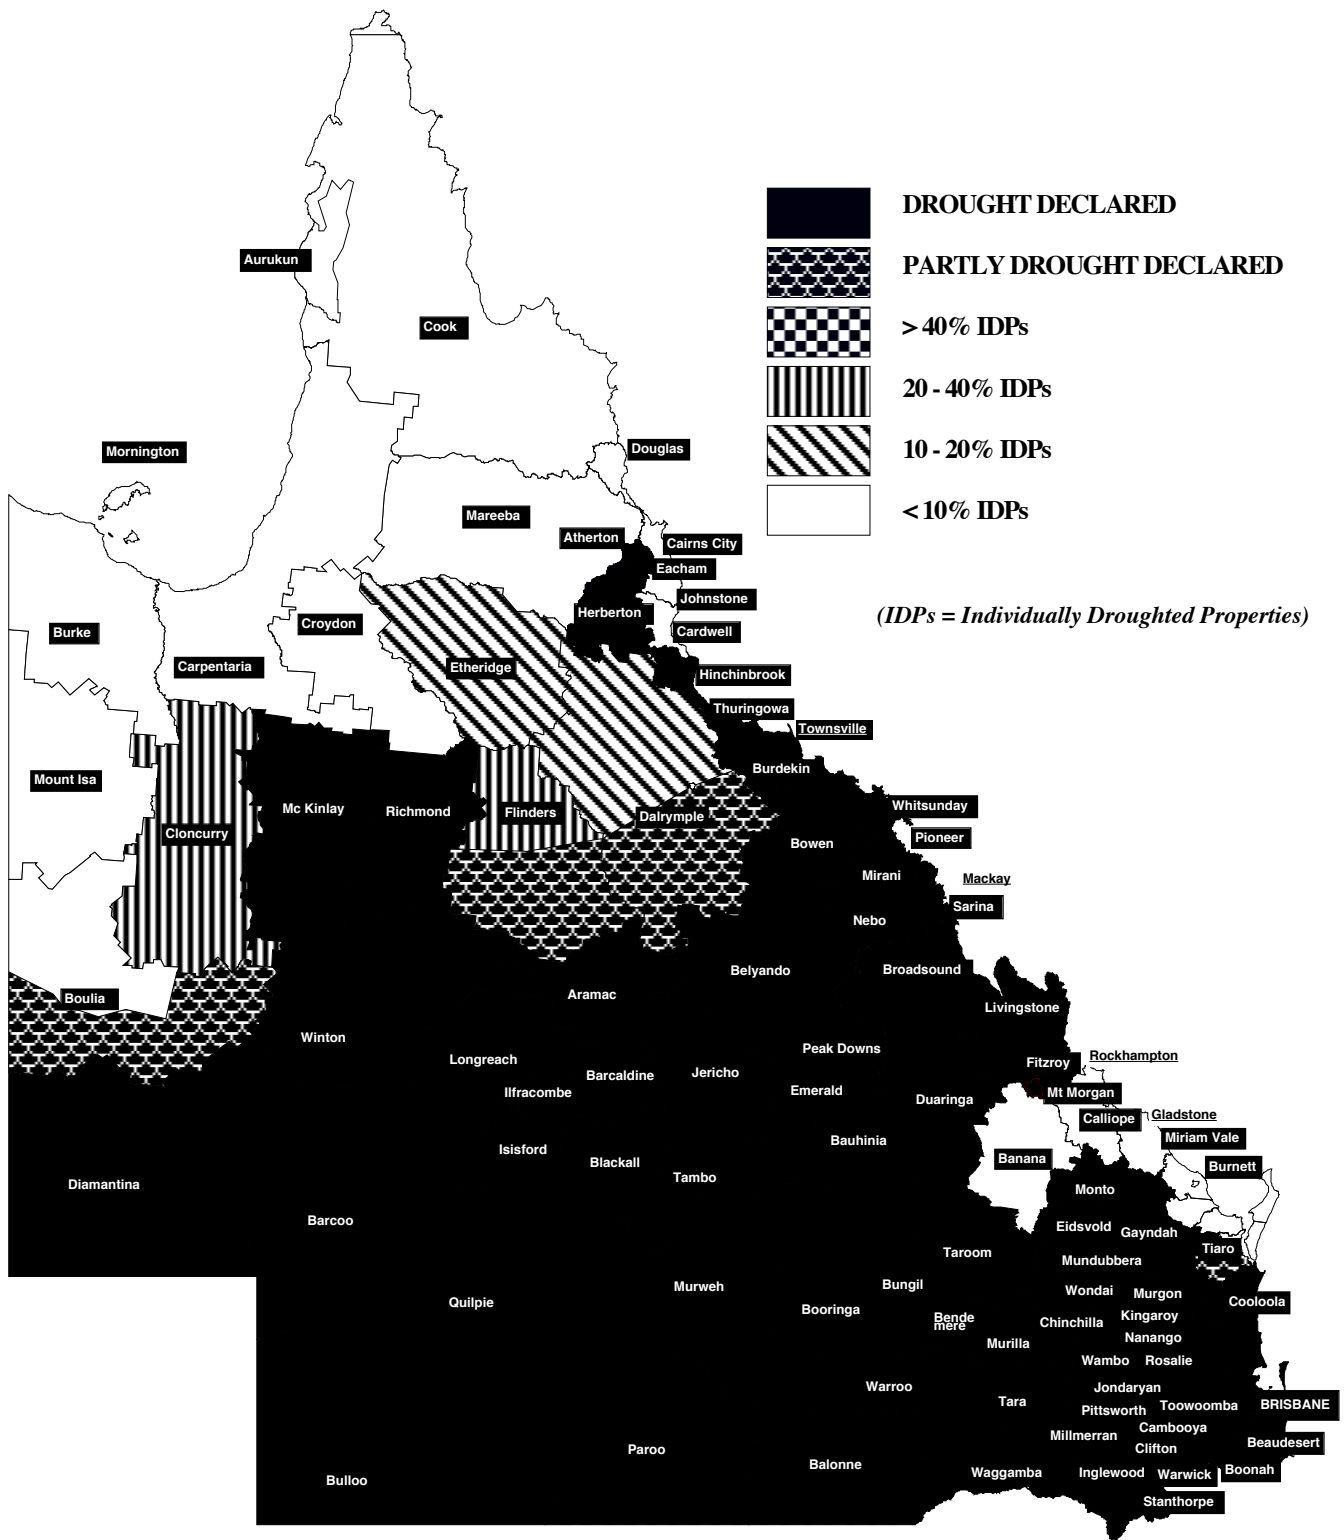 DROUGHT DECLARED
Aurukun
PARTLY DROUGHT DECLARED
Cook
> 40% IDPs
20 - 40% IDPs
Mornington
Douglas
10 - 20% IDPs
Mareeba
< 10% IDPs
Atherton
Cairns City
Eacham
Johnstone
Herberton
(IDPs = Individually Droughted Properties)
Croydon
Burke
Cardwell
Carpentaria
Etheridge
Hinchinbrook
Thuringowa
Townsville
Burdekin
Mount Isa
Mc Kinlay
Richmond
Flinders
Dalrymple
Whitsunday
Cloncurry
Bowen
Pioneer
Mirani
Mackay
Sarina
Nebo
Belyando
Broadsound
Boulia
Aramac
Livingstone
Winton
Longreach
Peak Downs
Rockhampton
Fitzroy
Barcaldine
Jericho
Ilfracombe
Emerald
Duaringa
Mt Morgan
Calliope
Gladstone
Miriam Vale
Isisford
Bauhinia
Blackall
Banana
Burnett
Diamantina
Tambo
Monto
Barcoo
Eidsvold
Gayndah
Tiaro
Taroom
Mundubbera
Murweh
Bungil
Wondai
Murgon
Quilpie
Booringa
Cooloola
Bende
mere
Chinchilla
Kingaroy
Murilla
Nanango
Wambo
Rosalie
Warroo
Jondaryan
Tara
Pittsworth
Toowoomba
BRISBANE
Cambooya
Millmerran
Clifton
Beaudesert
Paroo
Balonne
Waggamba
Inglewood
Warwick
Boonah
Bulloo
Stanthorpe